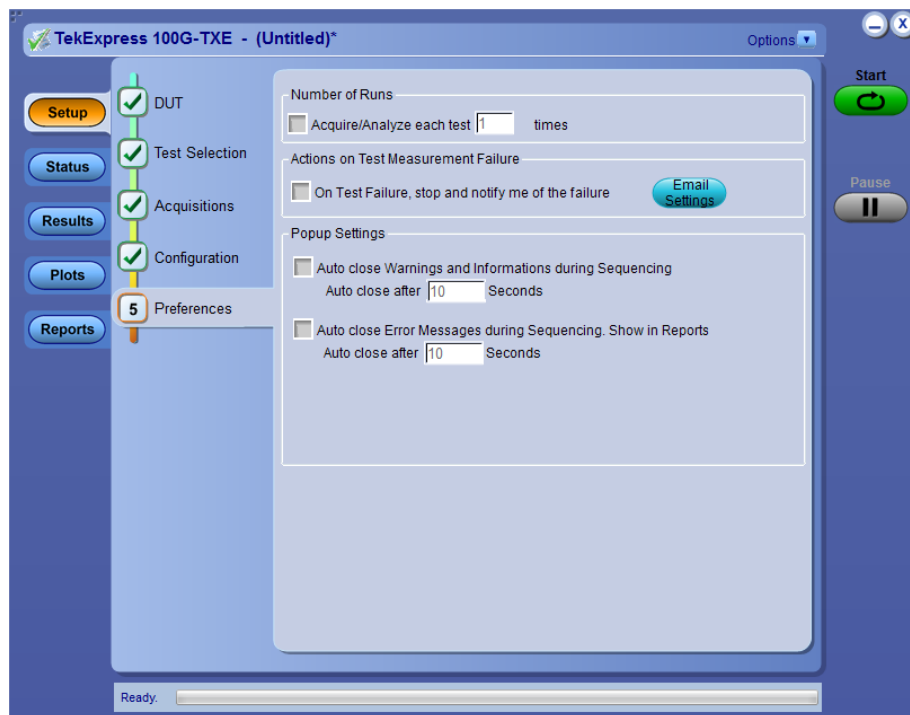 TekExpress 100G-TXE - (Untitled)*
Options
Start
Pause
Setup
Status
Results
Plots
Reports
DUT
Test Selection
Acquisitions
Configuration
5 Preferences
Number of Runs
Acquire/Analyze each test 1 times
Actions on Test Measurement Failure
On Test Failure, stop and notify me of the failure
Email
Settings
Popup Settings
Auto close Warnings and Informations during Sequencing
Auto close after 10 Seconds
Auto close Error Messages during Sequencing. Show in Reports
Auto close after 10 Seconds
Ready.